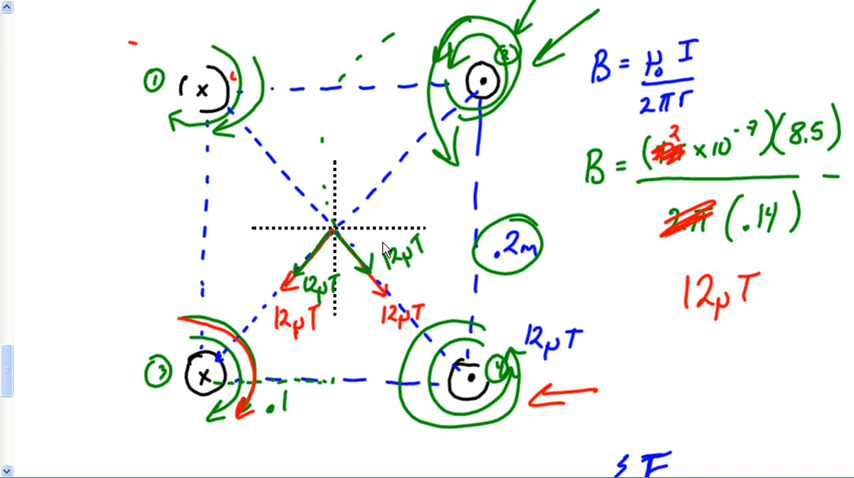 ①
x
②
B = μ₀ I
2πr
B = (2 ×10⁻⁷)(8.5)
2π (.14)
.2m
12μT
12μT
12μT
12μT
12μT
12μT
③
x
④
.1